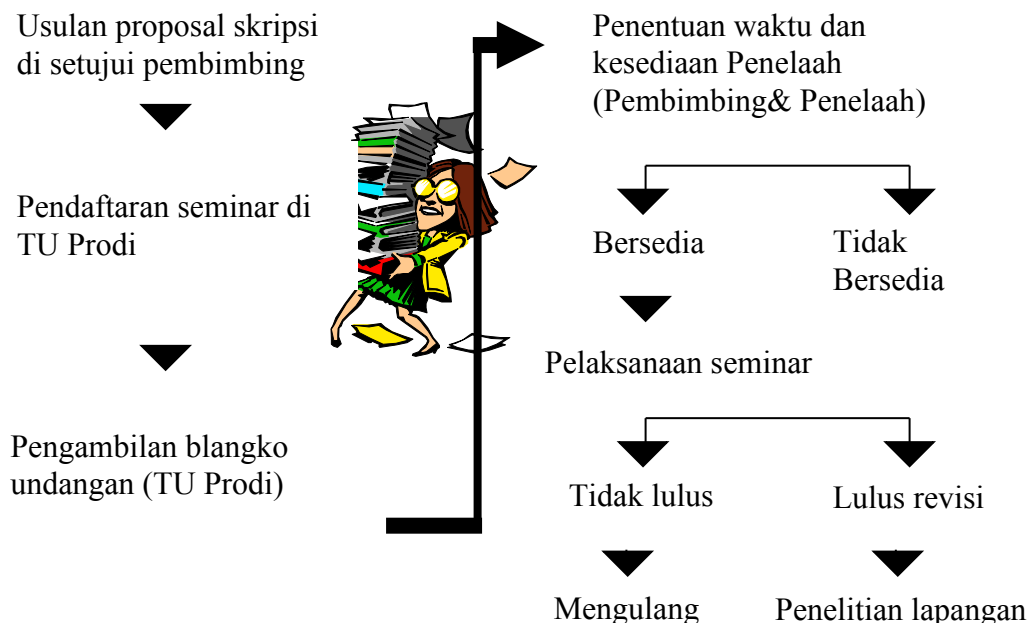 Usulan proposal skripsi
di setujui pembimbing
Pendaftaran seminar di
TU Prodi
Pengambilan blangko
undangan (TU Prodi)
Penentuan waktu dan
kesediaan Penelaah
(Pembimbing& Penelaah)
Bersedia
Tidak
Bersedia
Pelaksanaan seminar
Tidak lulus
Lulus revisi
Mengulang
Penelitian lapangan